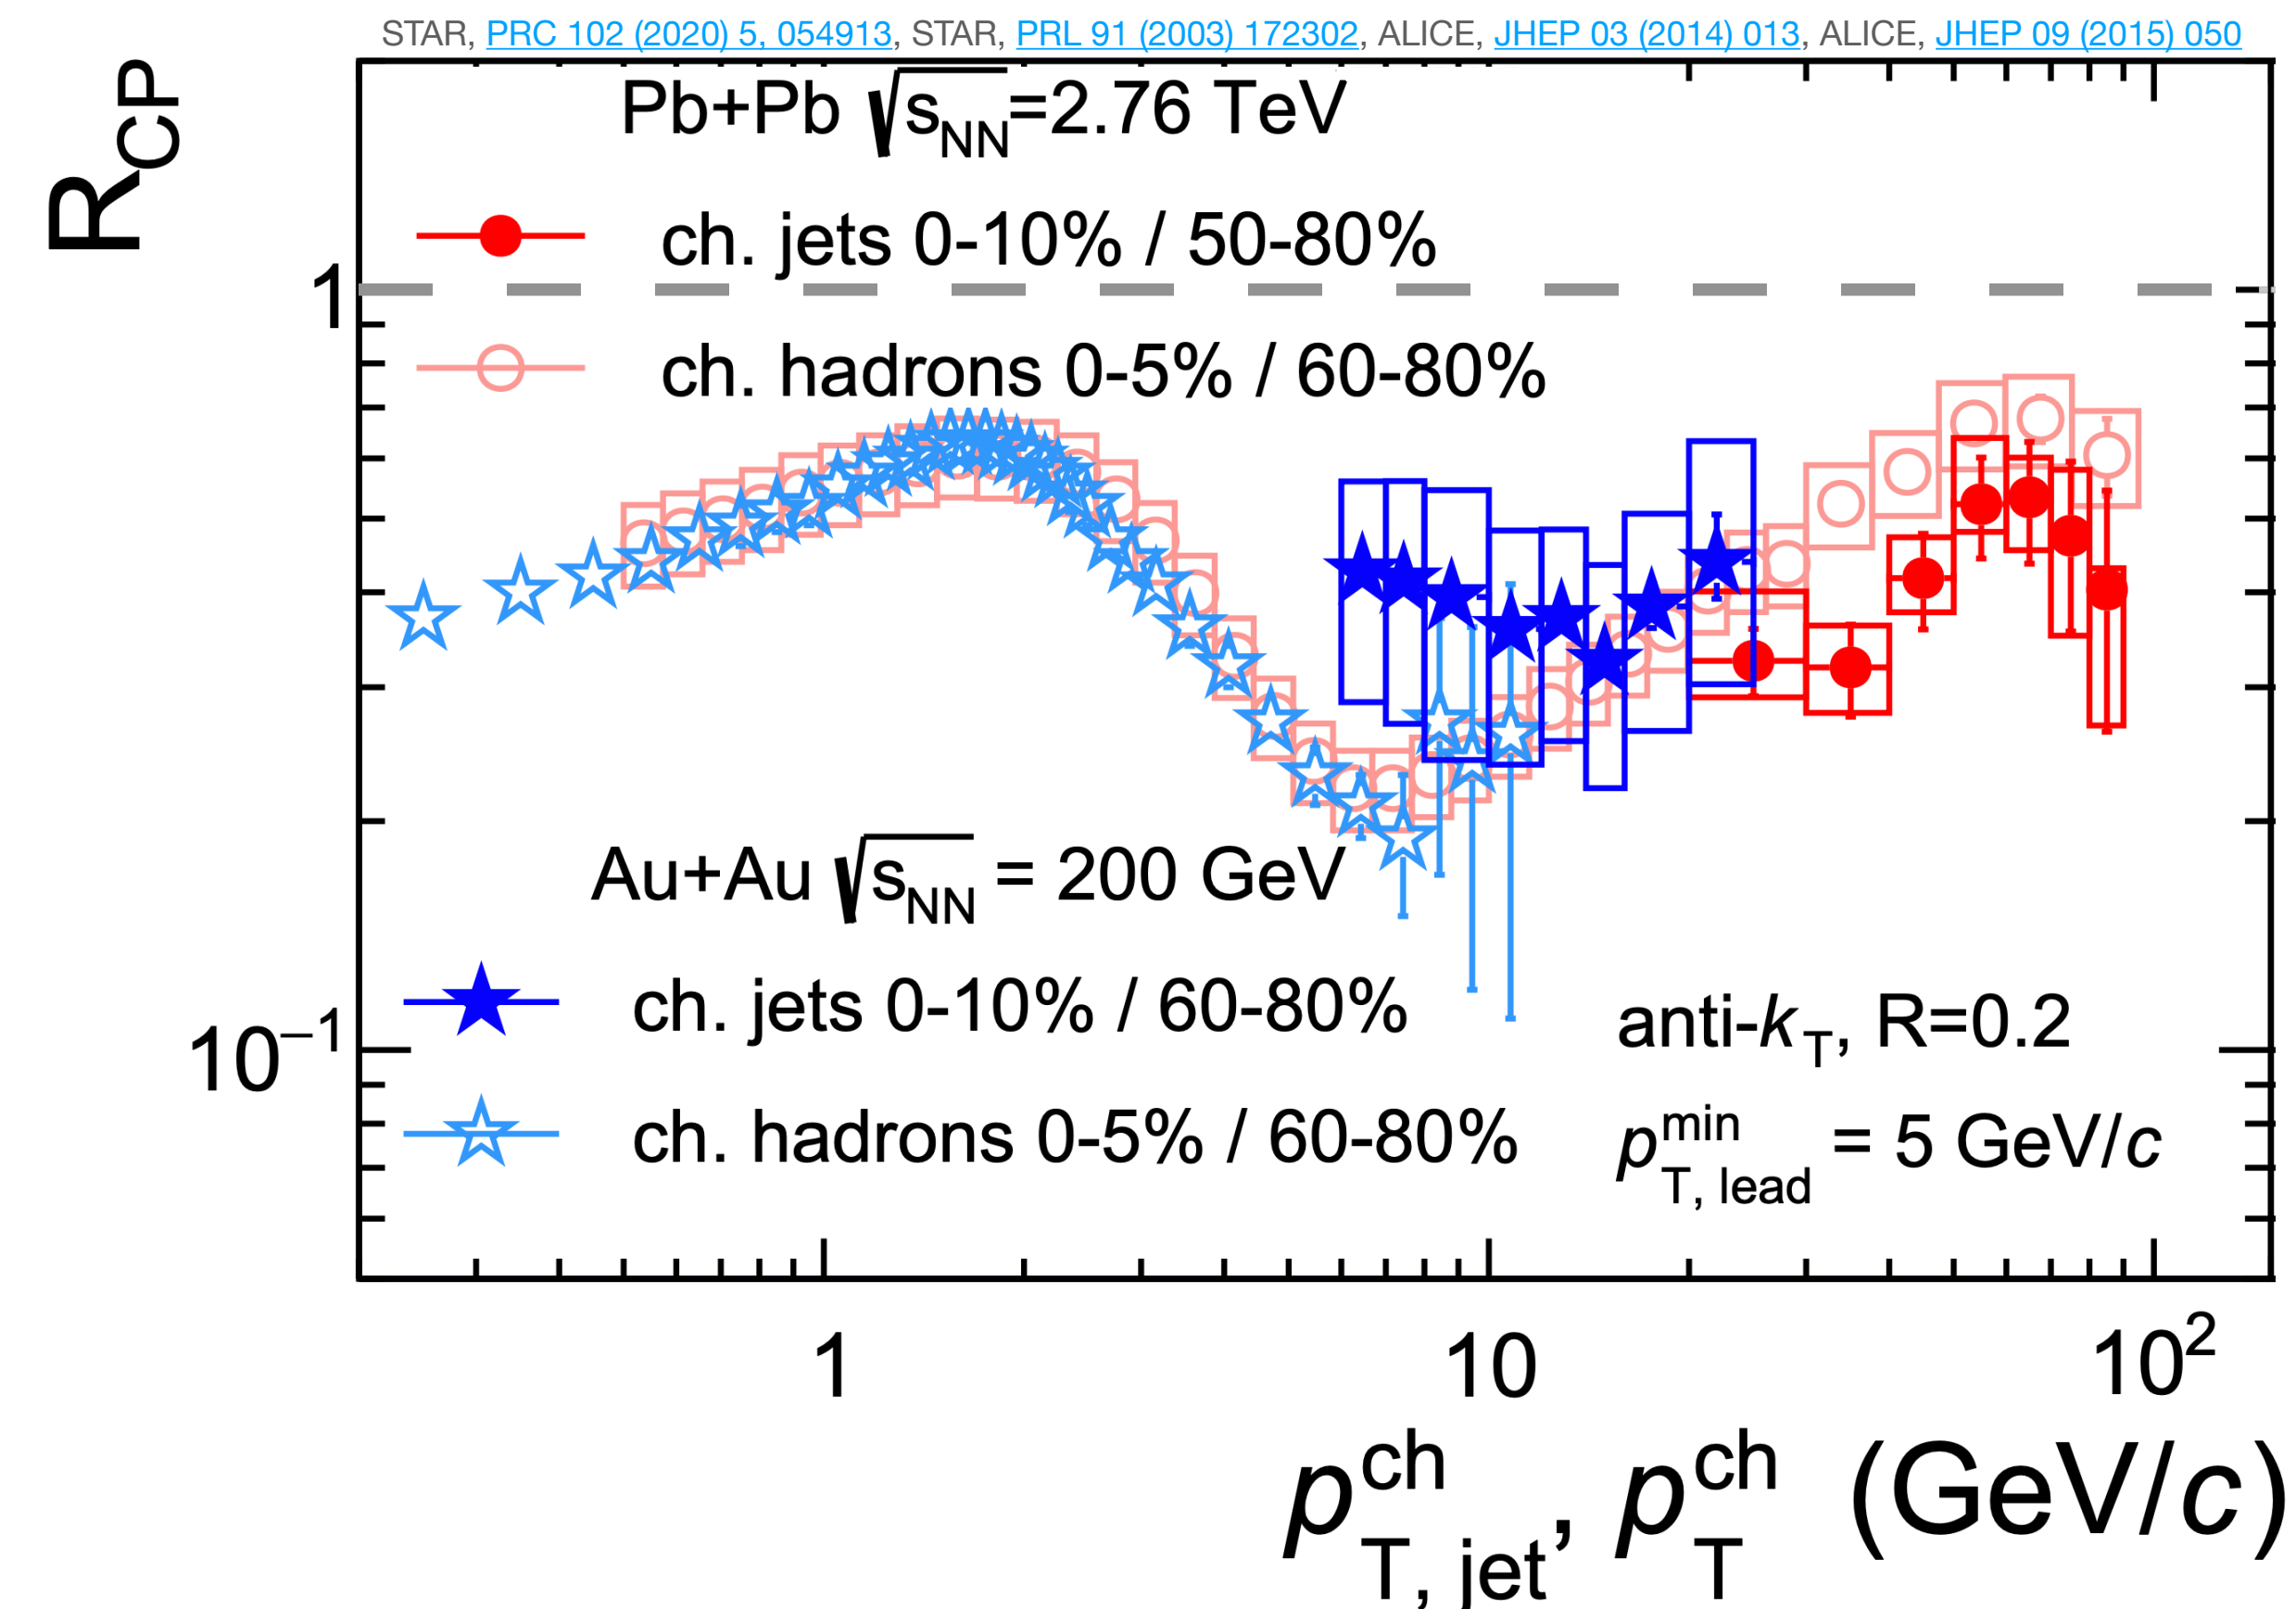 STAR, PRC 102 (2020) 5, 054913, STAR, PRL 91 (2003) 172302, ALICE, JHEP 03 (2014) 013, ALICE, JHEP 09 (2015) 050
R_CP
Pb+Pb √s_NN=2.76 TeV
ch. jets 0-10% / 50-80%
1
ch. hadrons 0-5% / 60-80%
Au+Au √s_NN = 200 GeV
ch. jets 0-10% / 60-80%
anti-k_T, R=0.2
10⁻¹
ch. hadrons 0-5% / 60-80%
p^min_T, lead = 5 GeV/c
1 10 10²
p^ch_T, jet, p^ch_T (GeV/c)